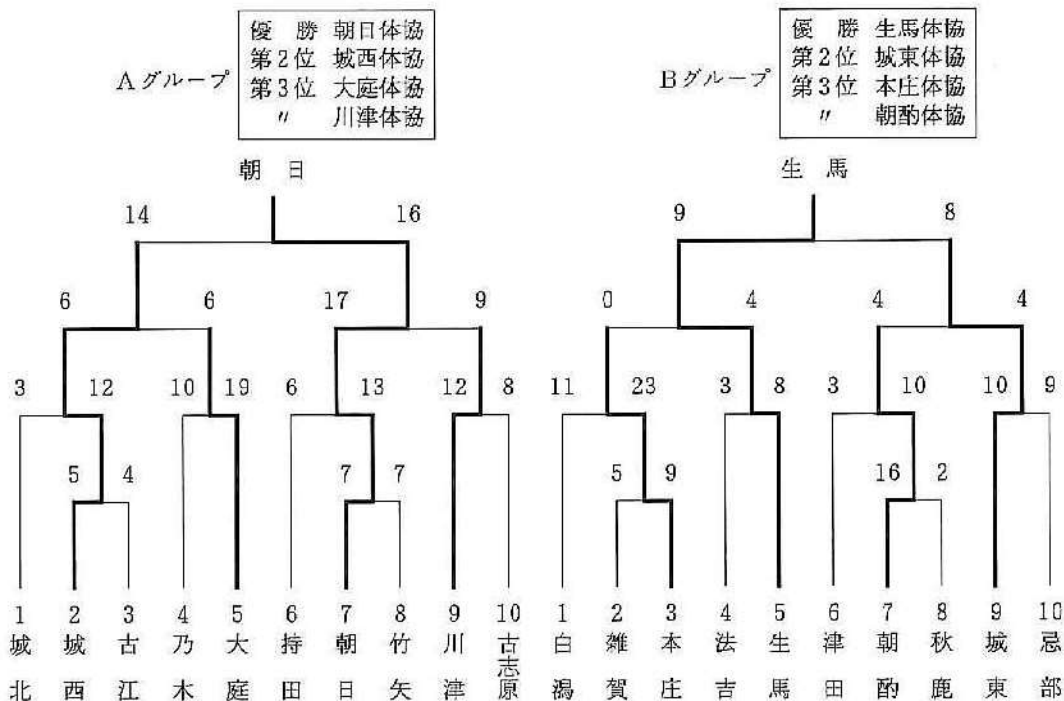 Aグループ
優勝 朝日体協
第2位 城西体協
第3位 大庭体協
〃 川津体協
朝日
14 16
6 6 17 9
3 12 10 19 6 13 12 8
5 4 7 7
1 2 3 4 5 6 7 8 9 10
城北 城西 古江 乃木 大庭 持田 朝日 竹矢 川津 古志原
Bグループ
優勝 生馬体協
第2位 城東体協
第3位 本庄体協
〃 朝酌体協
生馬
9 8
0 4 4 4
11 23 3 8 3 10 10 9
5 9 16 2
1 2 3 4 5 6 7 8 9 10
白潟 雑賀 本庄 法吉 生馬 津田 朝酌 秋鹿 城東 忌部